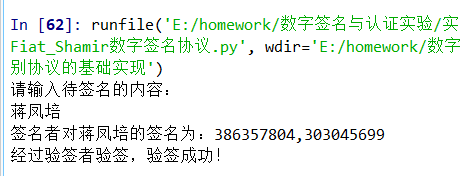 In [62]: runfile('E:/homework/数字签名与认证实验/实
Fiat_Shamir数字签名协议.py', wdir='E:/homework/数字
别协议的基础实现')
请输入待签名的内容：
蒋凤培
签名者对蒋凤培的签名为：386357804,303045699
经过验签者验签，验签成功！